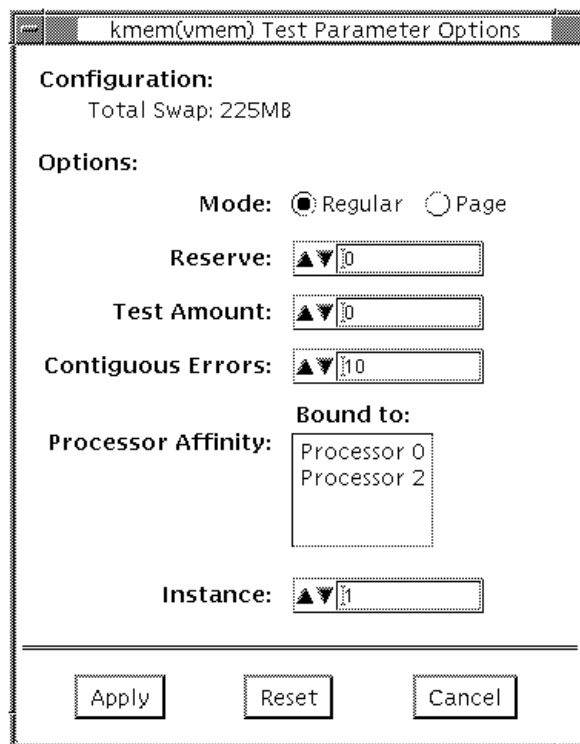 kmem(vmem) Test Parameter Options
Configuration:
Total Swap: 225MB
Options:
Mode: Regular Page
Reserve: 0
Test Amount: 0
Contiguous Errors: 10
Bound to:
Processor Affinity:
Processor 0
Processor 2
Instance: 1
Apply Reset Cancel